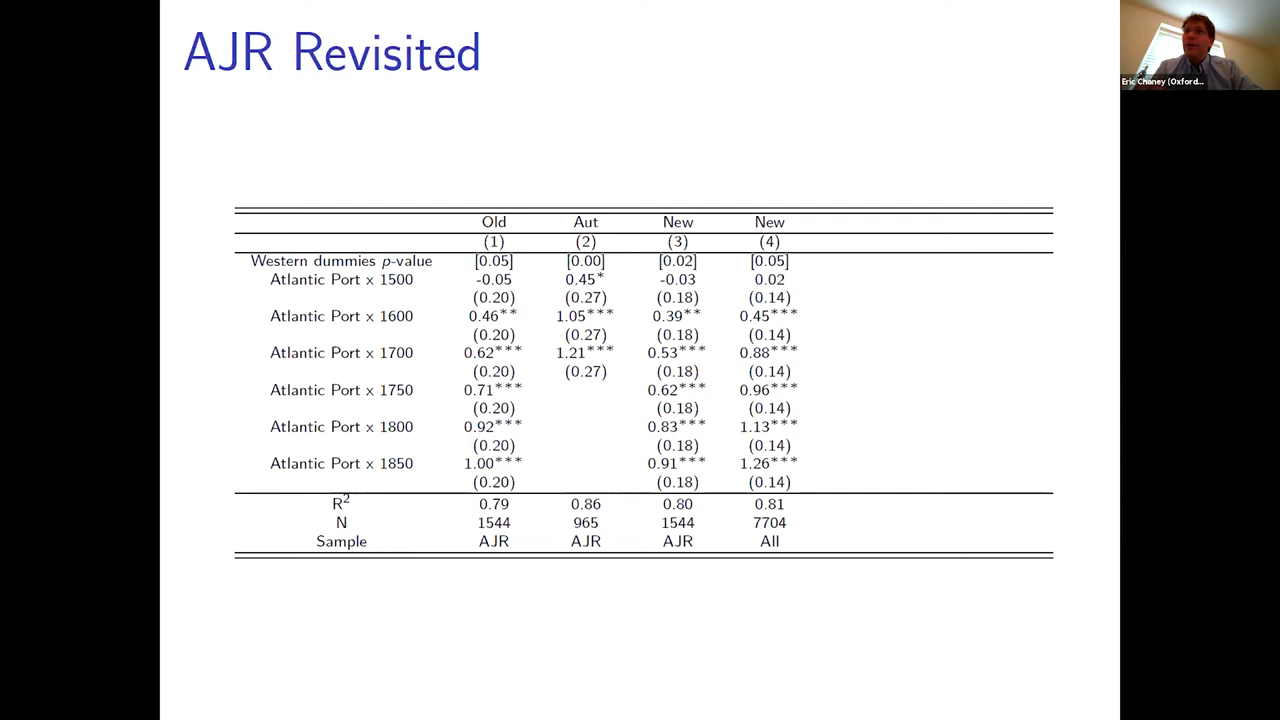 AJR Revisited
Eric Chaney (Oxford...
Old Aut New New
(1) (2) (3) (4)
Western dummies p-value [0.05] [0.00] [0.02] [0.05]
Atlantic Port x 1500 -0.05 0.45* -0.03 0.02
(0.20) (0.27) (0.18) (0.14)
Atlantic Port x 1600 0.46** 1.05*** 0.39** 0.45***
(0.20) (0.27) (0.18) (0.14)
Atlantic Port x 1700 0.62*** 1.21*** 0.53*** 0.88***
(0.20) (0.27) (0.18) (0.14)
Atlantic Port x 1750 0.71*** 0.62*** 0.96***
(0.20) (0.18) (0.14)
Atlantic Port x 1800 0.92*** 0.83*** 1.13***
(0.20) (0.18) (0.14)
Atlantic Port x 1850 1.00*** 0.91*** 1.26***
(0.20) (0.18) (0.14)
R² 0.79 0.86 0.80 0.81
N 1544 965 1544 7704
Sample AJR AJR AJR All